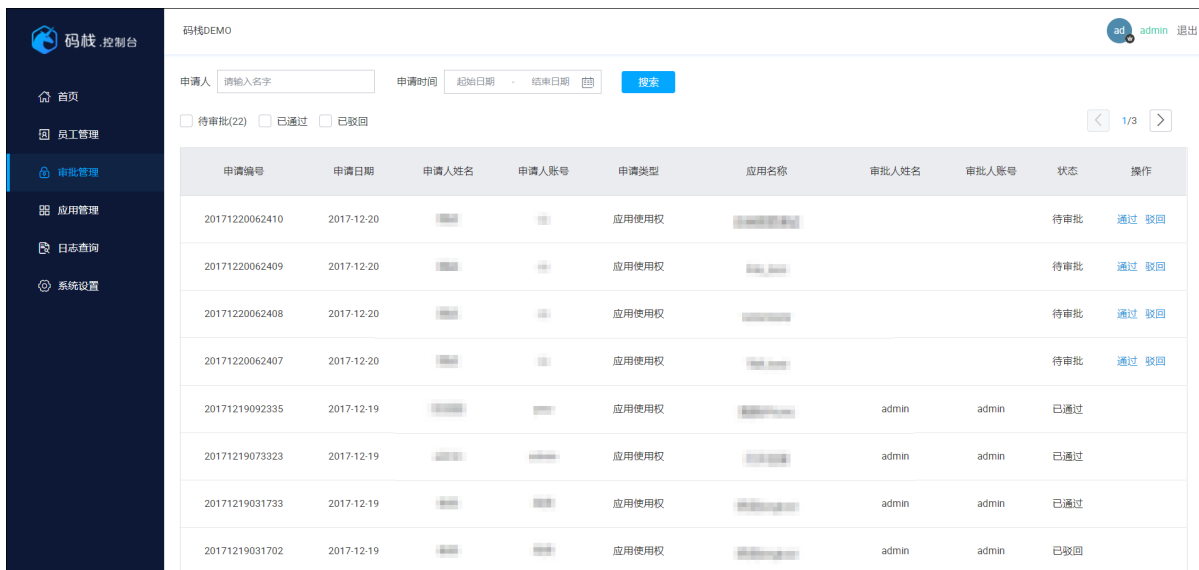 码栈.控制台
码栈DEMO
ad admin 退出
首页
员工管理
审批管理
应用管理
日志查询
系统设置
申请人 请输入名字 申请时间 起始日期 - 结束日期 搜索
待审批(22) 已通过 已驳回 1/3
申请编号 申请日期 申请人姓名 申请人账号 申请类型 应用名称 审批人姓名 审批人账号 状态 操作
20171220062410 2017-12-20 应用使用权 待审批 通过 驳回
20171220062409 2017-12-20 应用使用权 待审批 通过 驳回
20171220062408 2017-12-20 应用使用权 待审批 通过 驳回
20171220062407 2017-12-20 应用使用权 待审批 通过 驳回
20171219092335 2017-12-19 应用使用权 admin admin 已通过
20171219073323 2017-12-19 应用使用权 admin admin 已通过
20171219031733 2017-12-19 应用使用权 admin admin 已通过
20171219031702 2017-12-19 应用使用权 admin admin 已驳回